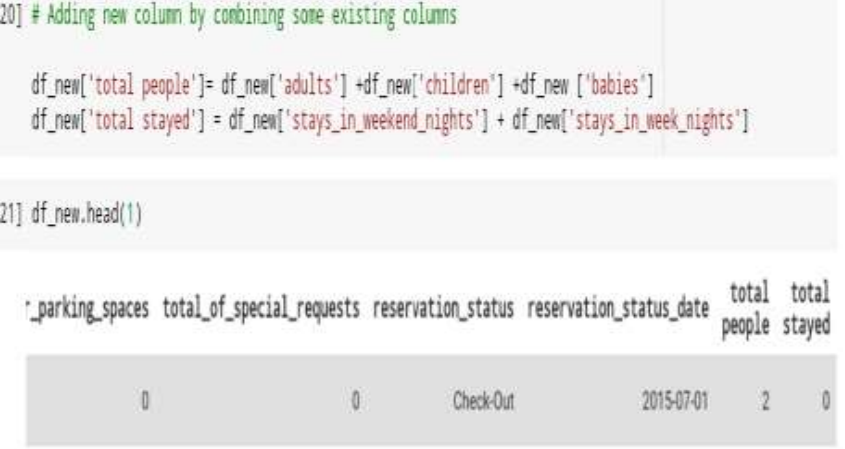 20] # Adding new column by combining some existing columns
df_new['total people']= df_new['adults'] +df_new['children'] +df_new ['babies']
df_new['total stayed'] = df_new['stays_in_weekend_nights'] + df_new['stays_in_week_nights']
21] df_new.head(1)
r_parking_spaces total_of_special_requests reservation_status reservation_status_date total people total stayed
0 0 Check-Out 2015-07-01 2 0